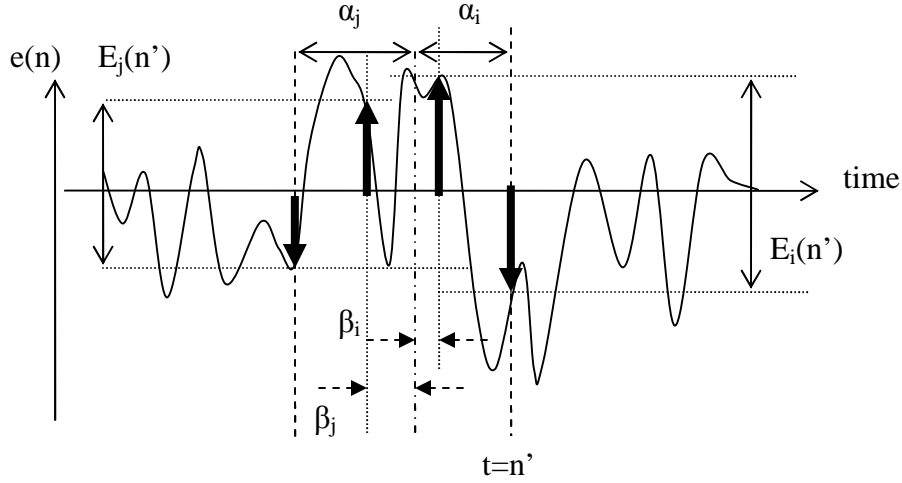 αj αi
e(n) Ej(n’)
time
Ei(n’)
βi
βj
t=n’